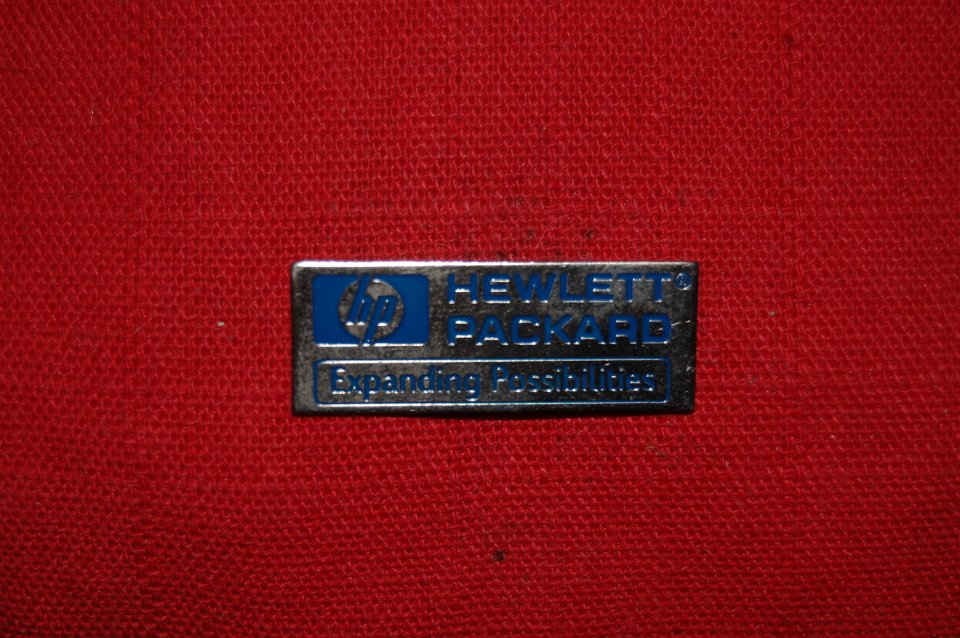 hp HEWLETT®
PACKARD
Expanding Possibilities